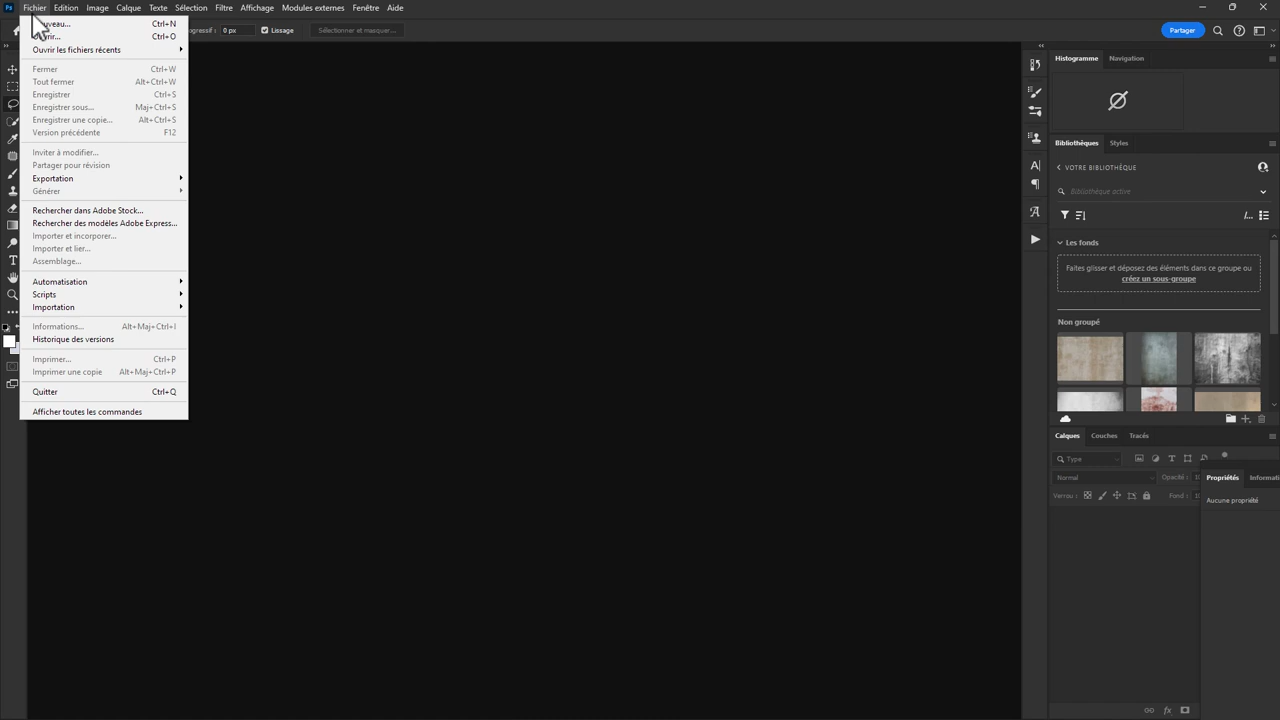 Ps Fichier Edition Image Calque Texte Sélection Filtre Affichage Modules externes Fenêtre Aide
0 px Lissage Sélectionner et masquer... Partager
Ctrl+N
Ctrl+O
Ouvrir les fichiers récents
Fermer Ctrl+W
Tout fermer Alt+Ctrl+W
Enregistrer Ctrl+S
Enregistrer sous... Maj+Ctrl+S
Enregistrer une copie... Alt+Ctrl+S
Version précédente F12
Inviter à modifier...
Partager pour révision
Exportation
Générer
Rechercher dans Adobe Stock...
Rechercher des modèles Adobe Express...
Importer et incorporer...
Importer et lier...
Assemblage...
Automatisation
Scripts
Importation
Informations... Alt+Maj+Ctrl+I
Historique des versions
Imprimer... Ctrl+P
Imprimer une copie Alt+Maj+Ctrl+P
Quitter Ctrl+Q
Afficher toutes les commandes
Histogramme Navigation
Bibliothèques Styles
VOTRE BIBLIOTHÈQUE
Bibliothèque active
Les fonds
Faites glisser et déposez des éléments dans ce groupe ou
créez un sous-groupe
Non groupé
Calques Couches Tracés
Type
Normal Opacité :
Verrou : Fond :
Propriétés
Aucune propriété